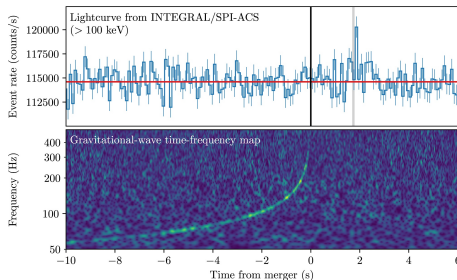 Lightcurve from INTEGRAL/SPI-ACS
(> 100 keV)
120000
117500
115000
112500
Event rate (counts/s)
Gravitational-wave time-frequency map
400
300
200
100
50
Frequency (Hz)
−10 −8 −6 −4 −2 0 2 4 6
Time from merger (s)